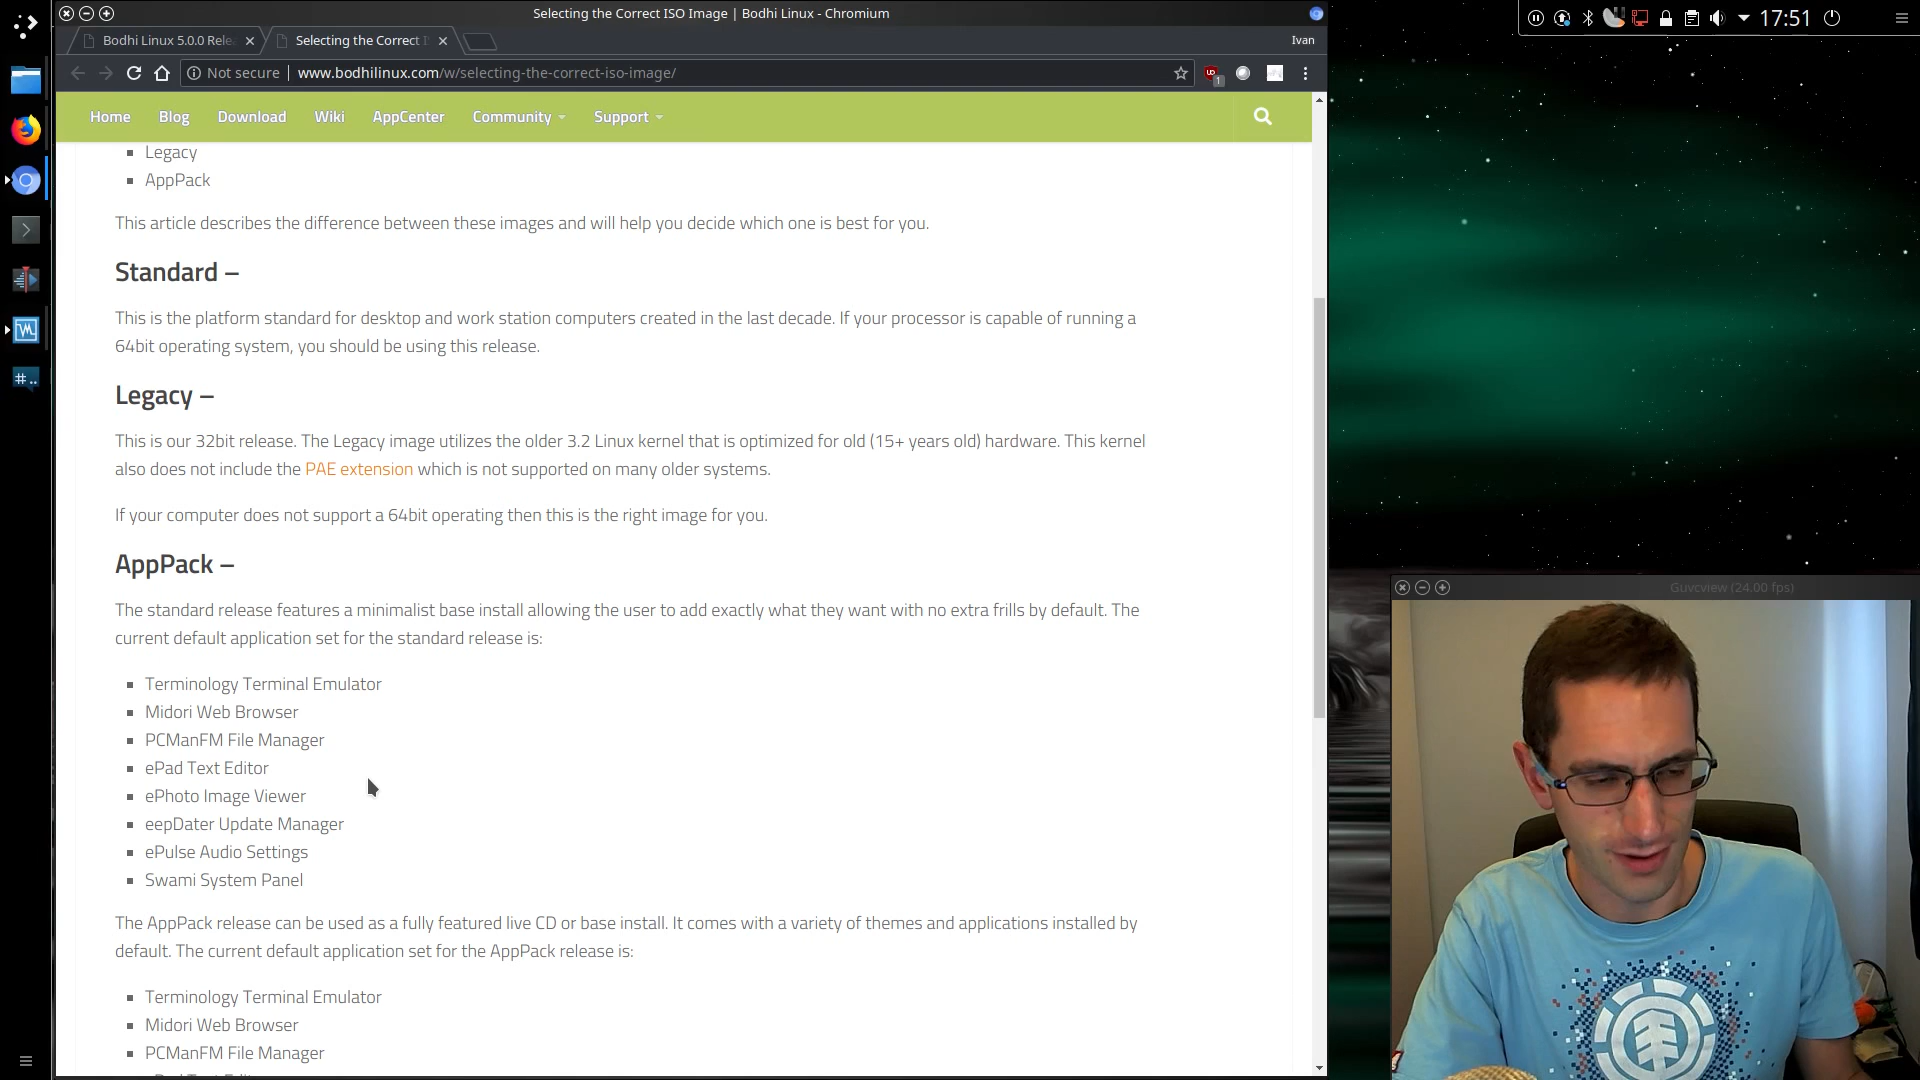 Selecting the Correct ISO Image | Bodhi Linux - Chromium
17:51
Bodhi Linux 5.0.0 Rele
Selecting the Correct I
Ivan
Not secure | www.bodhilinux.com/w/selecting-the-correct-iso-image/
1
Home Blog Download Wiki AppCenter Community Support
Legacy
AppPack
This article describes the difference between these images and will help you decide which one is best for you.
Standard –
This is the platform standard for desktop and work station computers created in the last decade. If your processor is capable of running a
64bit operating system, you should be using this release.
Legacy –
This is our 32bit release. The Legacy image utilizes the older 3.2 Linux kernel that is optimized for old (15+ years old) hardware. This kernel
also does not include the PAE extension which is not supported on many older systems.
If your computer does not support a 64bit operating then this is the right image for you.
AppPack –
The standard release features a minimalist base install allowing the user to add exactly what they want with no extra frills by default. The
current default application set for the standard release is:
Terminology Terminal Emulator
Midori Web Browser
PCManFM File Manager
ePad Text Editor
ePhoto Image Viewer
eepDater Update Manager
ePulse Audio Settings
Swami System Panel
The AppPack release can be used as a fully featured live CD or base install. It comes with a variety of themes and applications installed by
default. The current default application set for the AppPack release is:
Terminology Terminal Emulator
Midori Web Browser
PCManFM File Manager
Guvcview (24.00 fps)